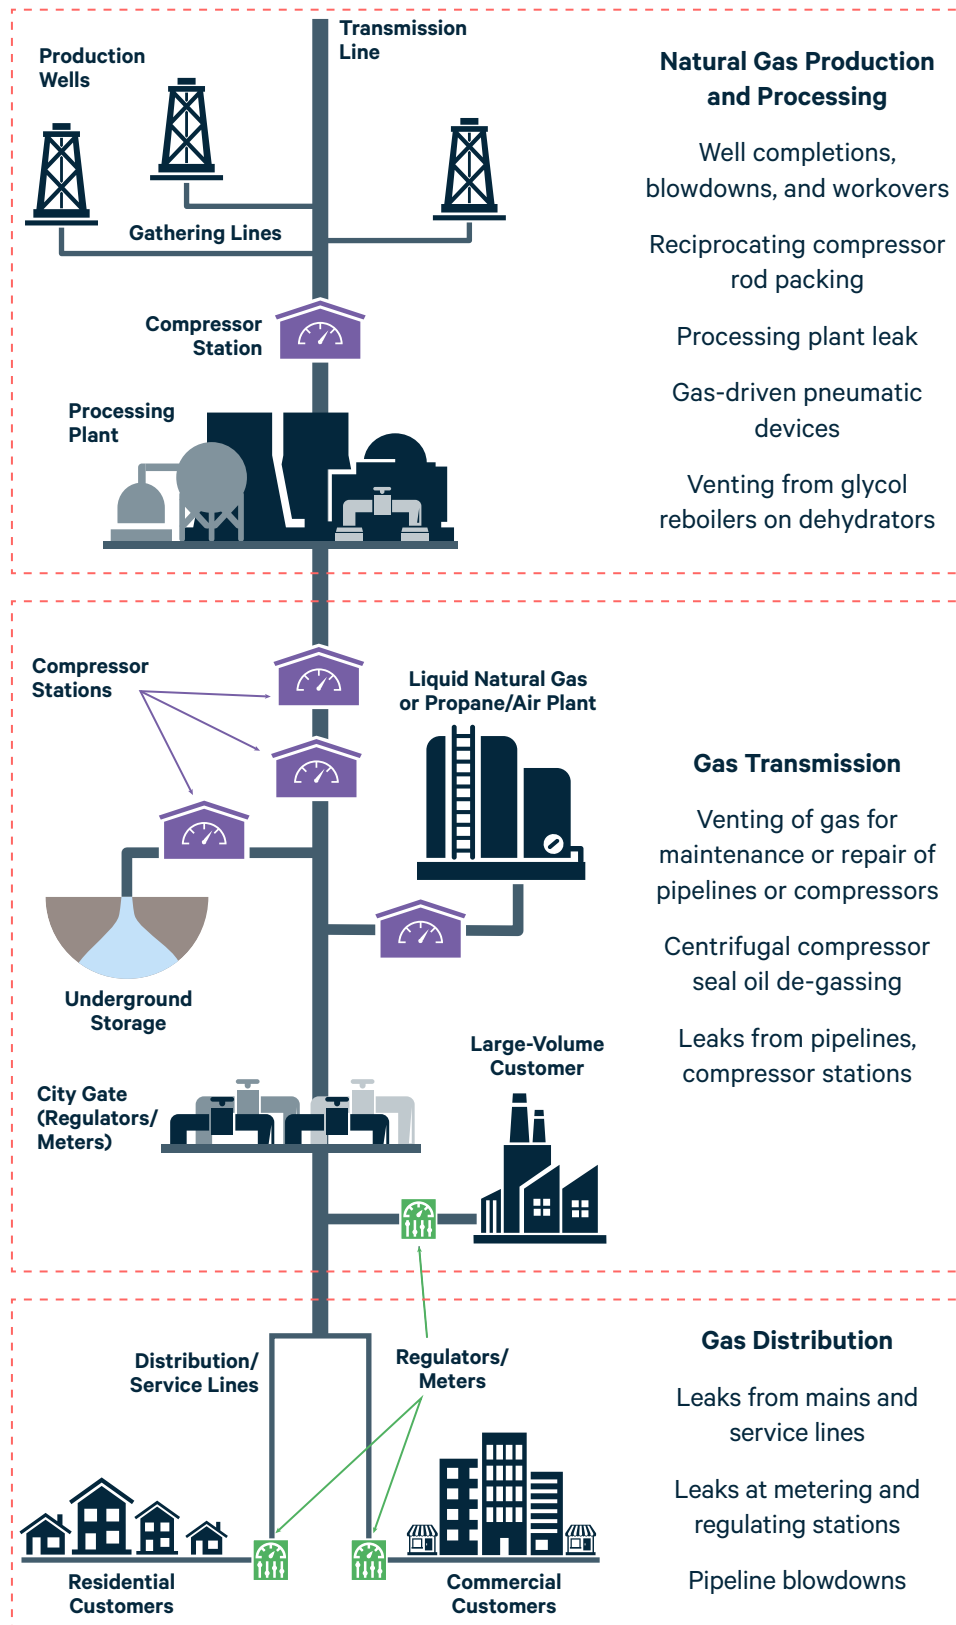 Transmission
Line
Production
Wells
Gathering Lines
Compressor
Station
Processing
Plant
Natural Gas Production
and Processing
Well completions,
blowdowns, and workovers
Reciprocating compressor
rod packing
Processing plant leak
Gas-driven pneumatic
devices
Venting from glycol
reboilers on dehydrators
Compressor
Stations
Liquid Natural Gas
or Propane/Air Plant
Underground
Storage
Large-Volume
Customer
City Gate
(Regulators/
Meters)
Gas Transmission
Venting of gas for
maintenance or repair of
pipelines or compressors
Centrifugal compressor
seal oil de-gassing
Leaks from pipelines,
compressor stations
Distribution/
Service Lines
Regulators/
Meters
Residential
Customers
Commercial
Customers
Gas Distribution
Leaks from mains and
service lines
Leaks at metering and
regulating stations
Pipeline blowdowns